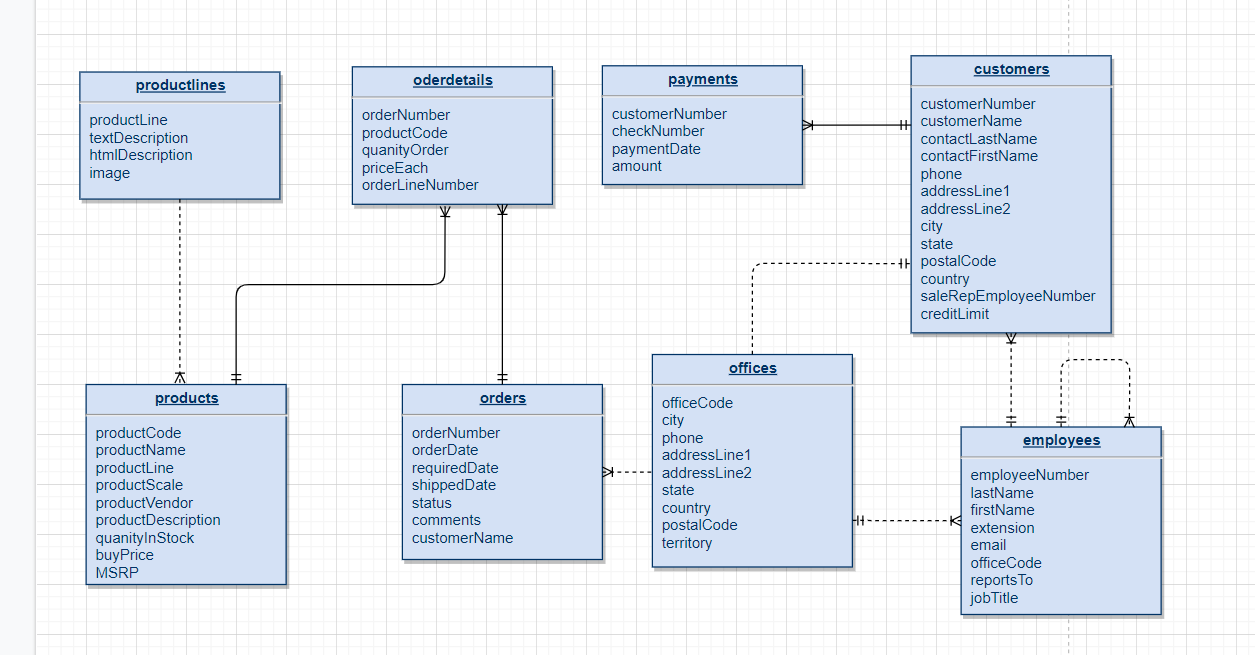 productlines
productLine
textDescription
htmlDescription
image
oderdetails
orderNumber
productCode
quanityOrder
priceEach
orderLineNumber
payments
customerNumber
checkNumber
paymentDate
amount
customers
customerNumber
customerName
contactLastName
contactFirstName
phone
addressLine1
addressLine2
city
state
postalCode
country
saleRepEmployeeNumber
creditLimit
products
productCode
productName
productLine
productScale
productVendor
productDescription
quanityInStock
buyPrice
MSRP
orders
orderNumber
orderDate
requiredDate
shippedDate
status
comments
customerName
offices
officeCode
city
phone
addressLine1
addressLine2
state
country
postalCode
territory
employees
employeeNumber
lastName
firstName
extension
email
officeCode
reportsTo
jobTitle